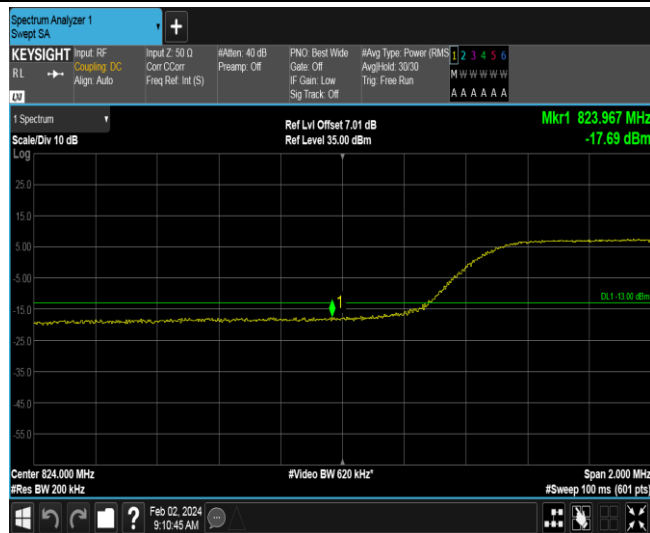 Spectrum Analyzer 1
Swept SA
+
KEYSIGHT
RL
Input: RF
Coupling: DC
Align: Auto
Input Z: 50 Ω
Corr CCorr
Freq Ref: Int (S)
#Atten: 40 dB
Preamp: Off
PNO: Best Wide
Gate: Off
IF Gain: Low
Sig Track: Off
#Avg Type: Power (RMS
Avg|Hold: 30/30
Trig: Free Run
1 2 3 4 5 6
M W W W W W
A A A A A A
LXI
1 Spectrum
Scale/Div 10 dB
Log
Ref Lvl Offset 7.01 dB
Ref Level 35.00 dBm
Mkr1 823.967 MHz
-17.69 dBm
25.0
15.0
5.00
-5.00
1
DL1 -13.00 dBm
-15.0
-25.0
-35.0
-45.0
-55.0
Center 824.000 MHz
#Res BW 200 kHz
#Video BW 620 kHz*
Span 2.000 MHz
#Sweep 100 ms (601 pts)
?
Feb 02, 2024
9:10:45 AM